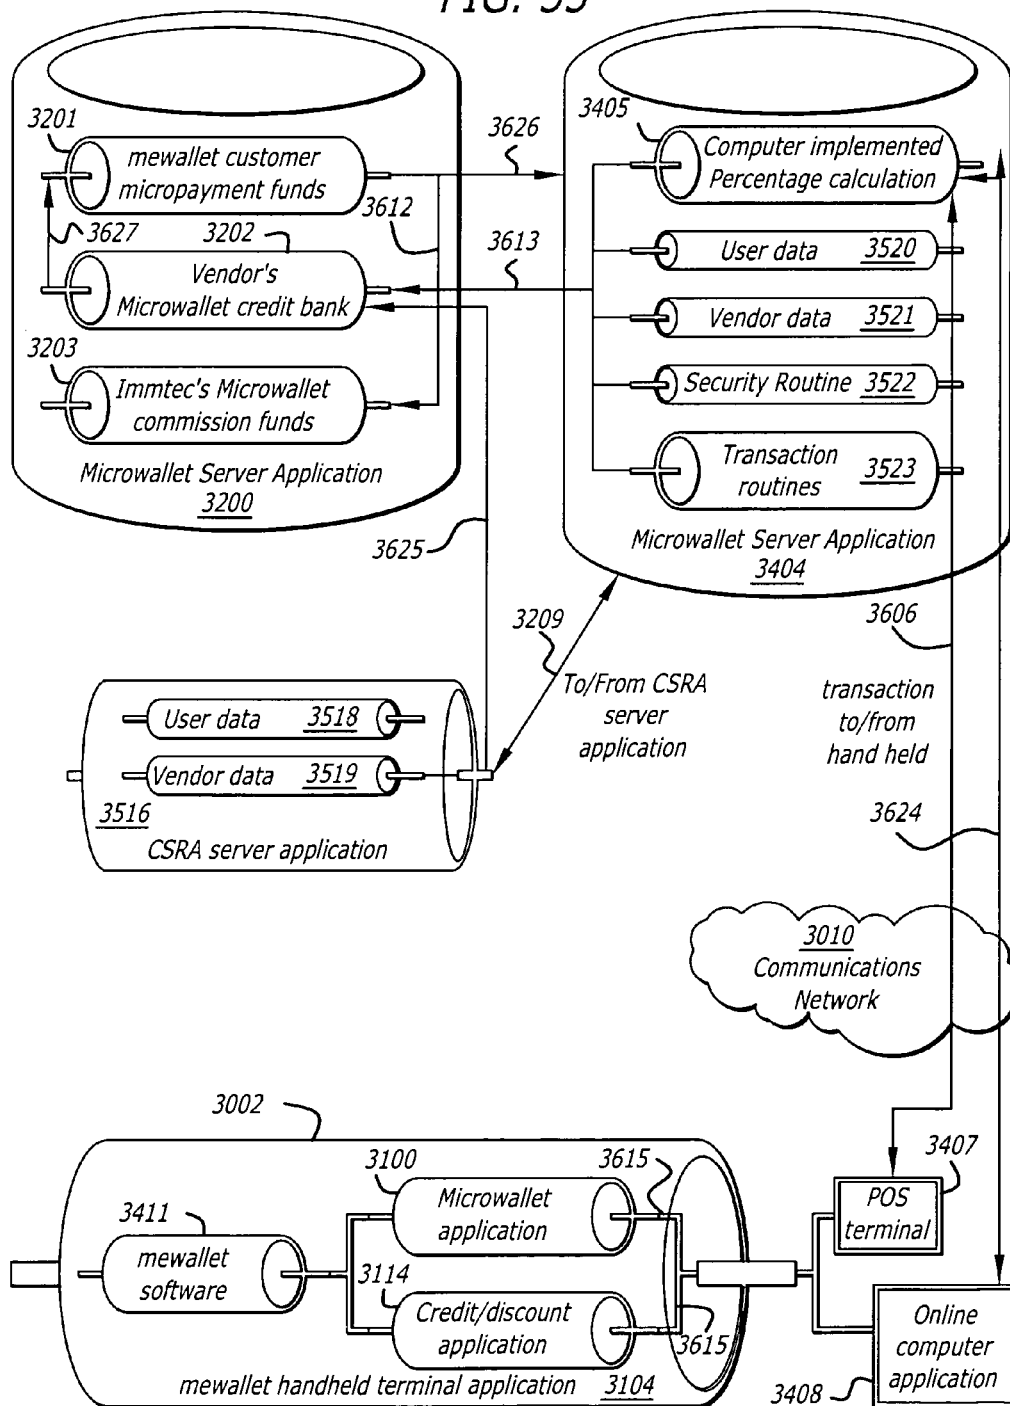 FIG. 35
3201
mewallet customer
micropayment funds
3626
3405
Computer implemented
Percentage calculation
3612
3627
3202
Vendor's
Microwallet credit bank
3613
User data 3520
Vendor data 3521
3203
Immtec's Microwallet
commission funds
Security Routine 3522
Transaction
routines
3523
Microwallet Server Application
3200
3625
Microwallet Server Application
3404
3209
3606
To/From CSRA
server
application
transaction
to/from
hand held
User data 3518
Vendor data 3519
3516
CSRA server application
3624
3010
Communications
Network
3002
3100
3615
3407
Microwallet
application
POS
terminal
3411
mewallet
software
3114
Credit/discount
application
3615
Online
computer
application
mewallet handheld terminal application 3104
3408